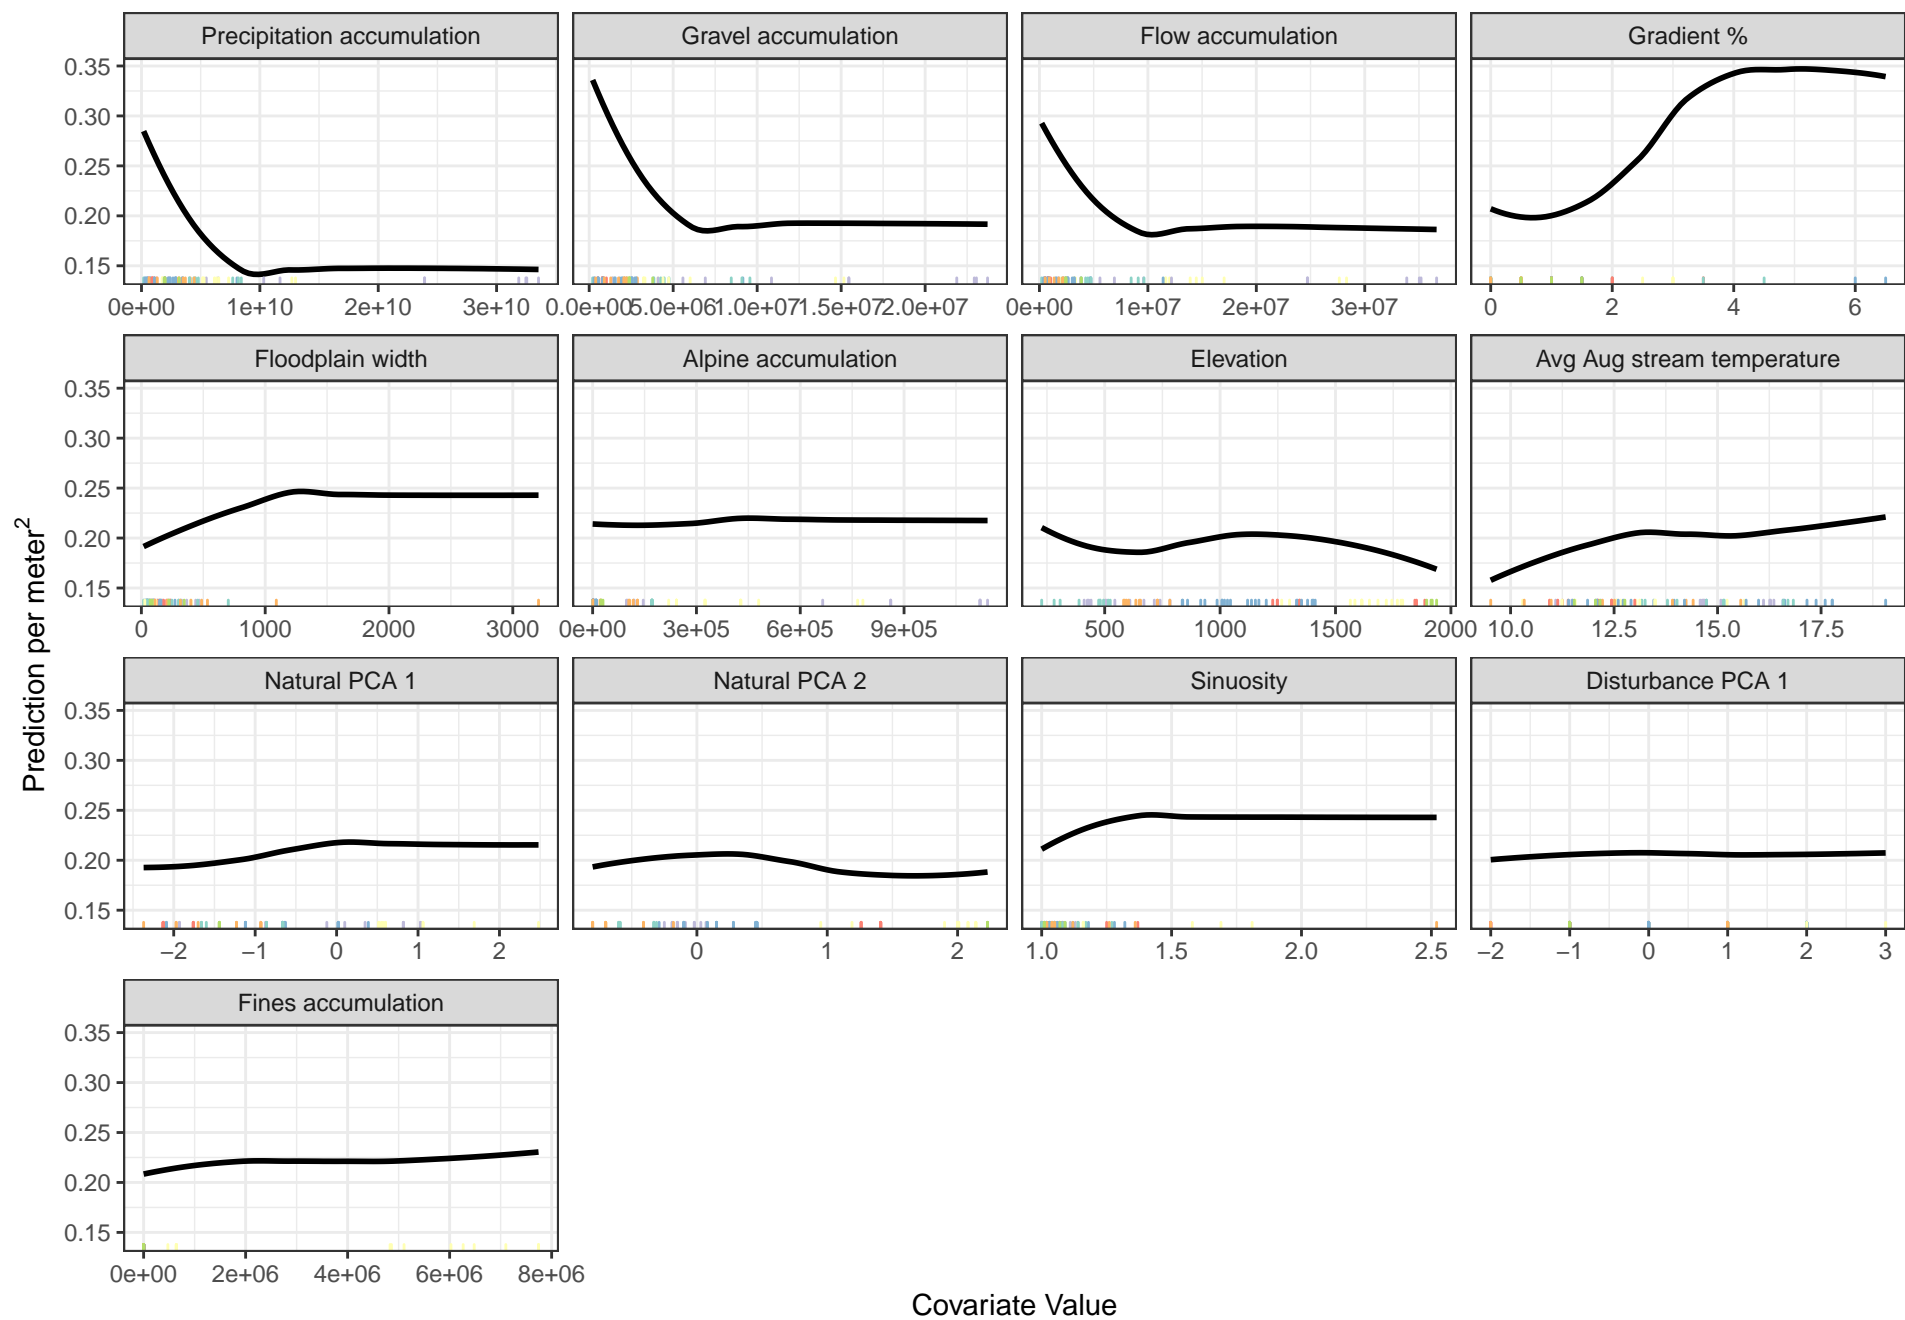 Precipitation accumulation Gravel accumulation Flow accumulation Gradient %
0.35
0.30
0.25
0.20
0.15
0e+00 1e+10 2e+10 3e+10 0.0e+00 5.0e+06 1.0e+07 1.5e+07 2.0e+07 0e+00 1e+07 2e+07 3e+07 0 2 4 6
Floodplain width Alpine accumulation Elevation Avg Aug stream temperature
0.35
0.30
0.25
0.20
0.15
0 1000 2000 3000 0e+00 3e+05 6e+05 9e+05 500 1000 1500 2000 10.0 12.5 15.0 17.5
Prediction per meter²
Natural PCA 1 Natural PCA 2 Sinuosity Disturbance PCA 1
0.35
0.30
0.25
0.20
0.15
−2 −1 0 1 2 0 1 2 1.0 1.5 2.0 2.5 −2 −1 0 1 2 3
Fines accumulation
0.35
0.30
0.25
0.20
0.15
0e+00 2e+06 4e+06 6e+06 8e+06
Covariate Value